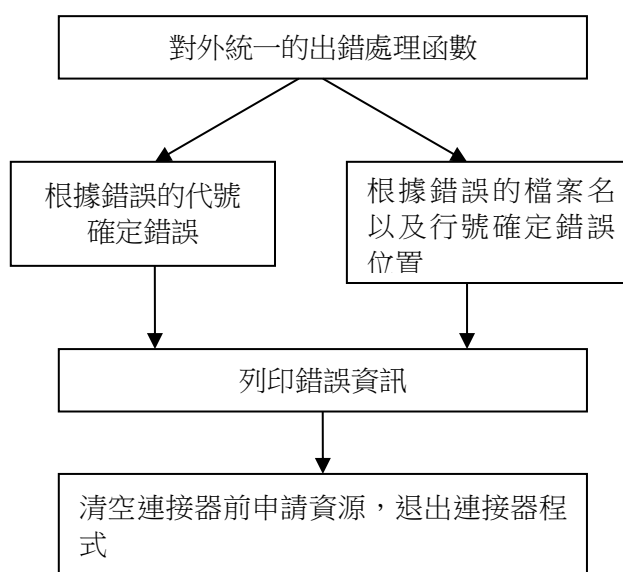 對外統一的出錯處理函數
根據錯誤的代號
確定錯誤
根據錯誤的檔案名
以及行號確定錯誤
位置
列印錯誤資訊
清空連接器前申請資源，退出連接器程
式